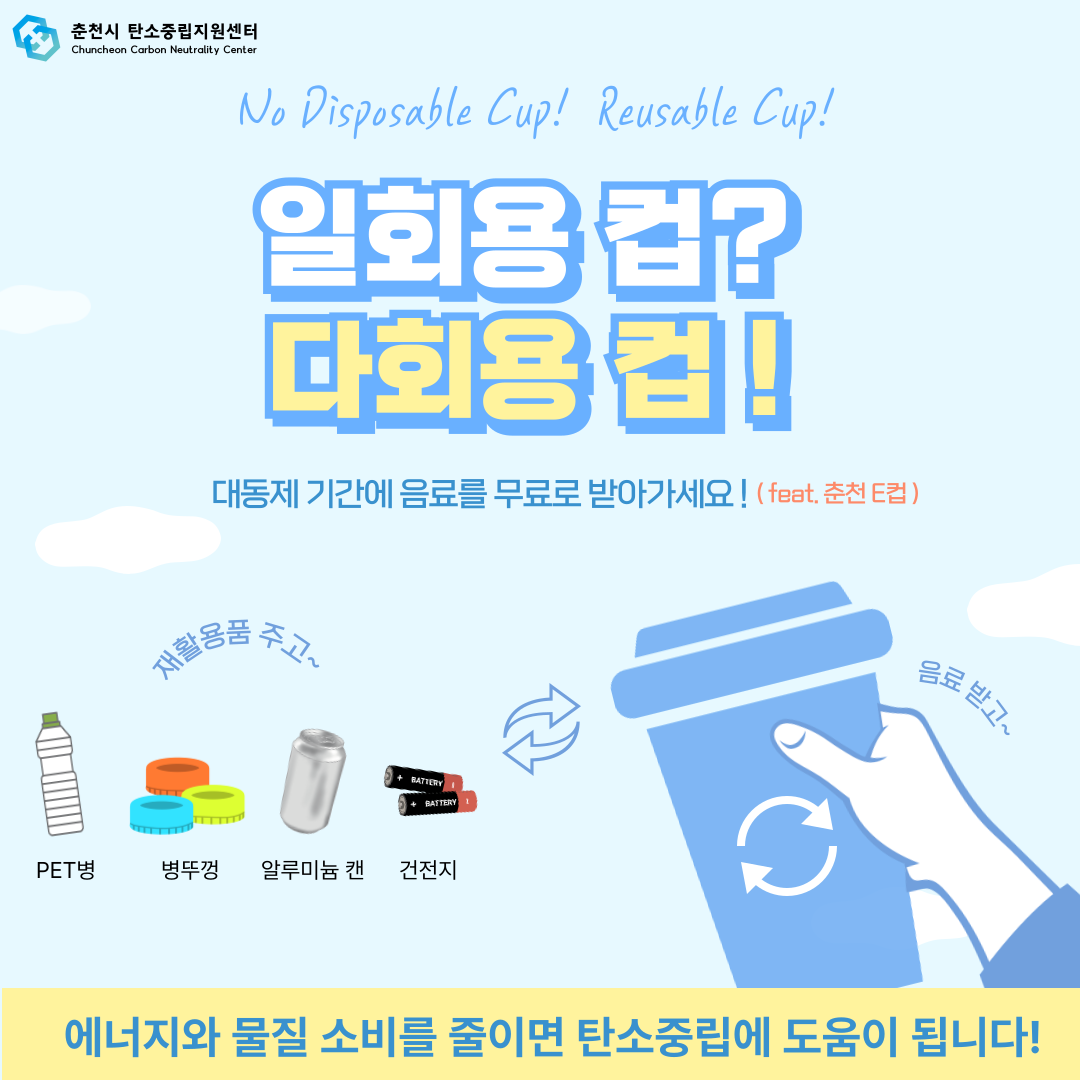 춘천시 탄소중립지원센터
Chuncheon Carbon Neutrality Center
No Disposable Cup! Reusable Cup!
일회용 컵?
다회용 컵 !
대동제 기간에 음료를 무료로 받아가세요 ! ( feat. 춘천 E컵 )
재활용품 주고~
음료 받고~
+ BATTERY
+ BATTERY
PET병 병뚜껑 알루미늄 캔 건전지
에너지와 물질 소비를 줄이면 탄소중립에 도움이 됩니다!